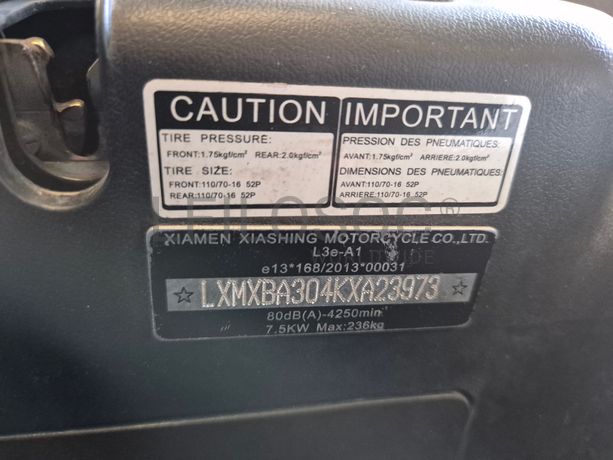 CAUTION
TIRE PRESSURE:
FRONT:1.75kgf/cm² REAR:2.0kgf/cm²
TIRE SIZE:
FRONT:110/70-16 52P
REAR:110/70-16 52P
IMPORTANT
PRESSION DES PNEUMATIQUES:
AVANT:1.75kgf/cm² ARRIERE:2.0kgf/cm²
DIMENSIONS DES PNEUMATIQUES:
AVANT:110/70-16 52P
ARRIERE:110/70-16 52P
LEILOSOC®
XIAMEN XIASHING MOTORCYCLE CO.,LTD.
L3e-A1
e13*168/2013*00031
☆ LXMXBA304KXA23973 ☆
80dB(A)-4250min
7.5KW Max:236kg